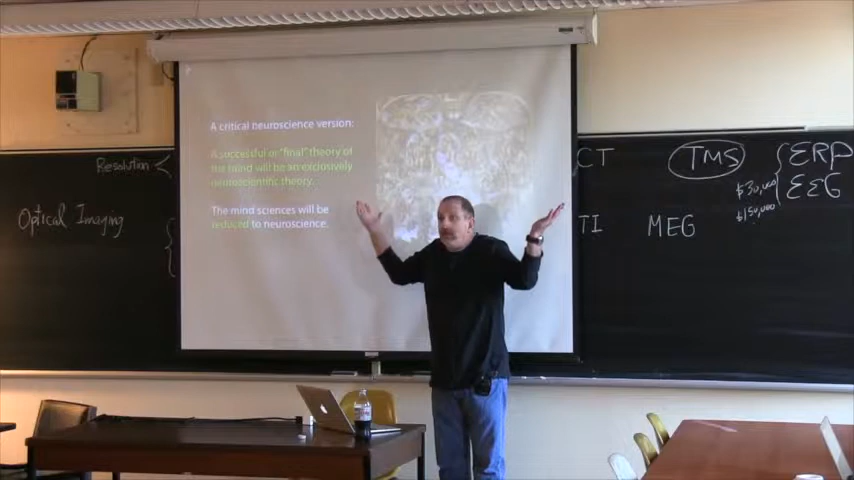 A critical neuroscience version:
A successful or "final" theory of
the mind will be an exclusively
neuroscientific theory.
The mind sciences will be
reduced to neuroscience.
Resolution
Optical Imaging
CT
TMS
ERP
EEG
$30,000
$150,000
TI
MEG